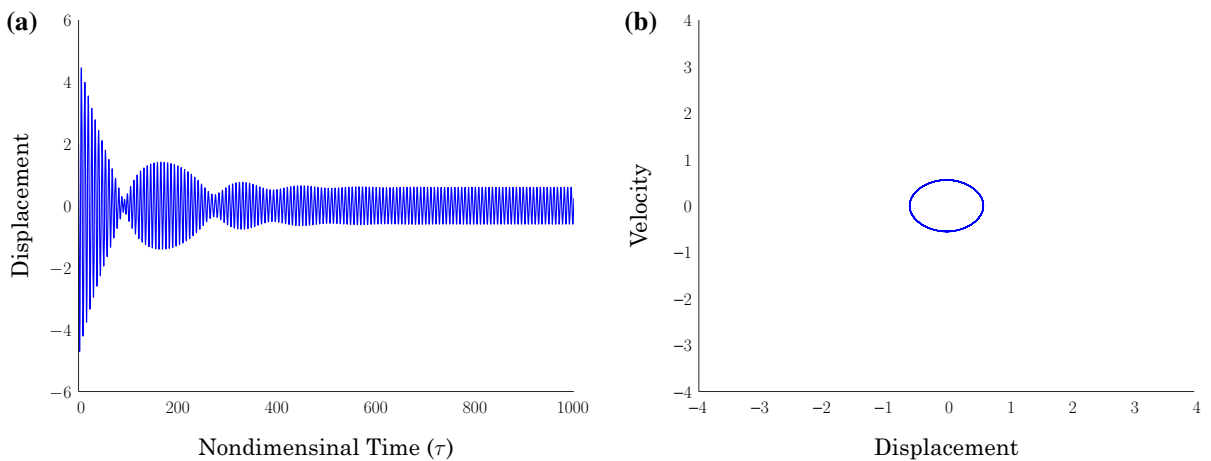 (a)
6
4
2
0
−2
−4
−6
Displacement
0 200 400 600 800 1000
Nondimensinal Time (τ)
(b)
4
3
2
1
0
−1
−2
−3
−4
Velocity
−4 −3 −2 −1 0 1 2 3 4
Displacement